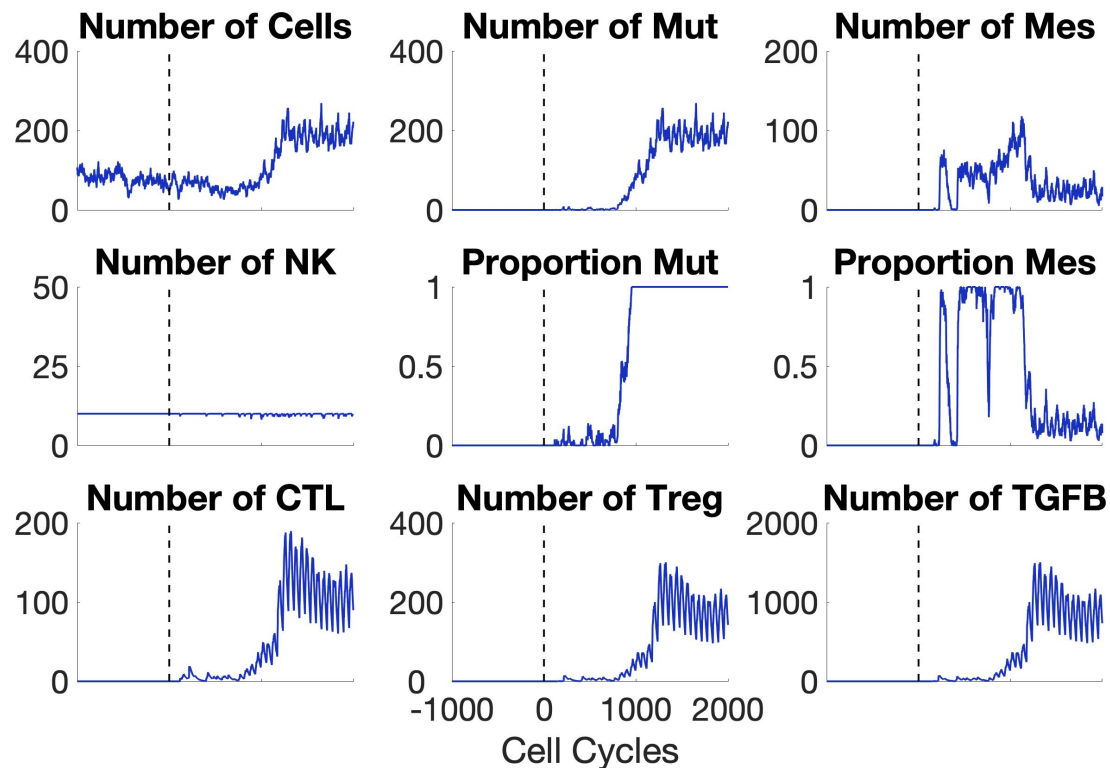 Number of Cells
400
200
0
Number of Mut
400
200
0
Number of Mes
200
100
0
Number of NK
50
25
0
Proportion Mut
1
0.5
0
Proportion Mes
1
0.5
0
Number of CTL
200
100
0
Number of Treg
400
200
0
-1000 0 1000 2000
Cell Cycles
Number of TGFB
2000
1000
0